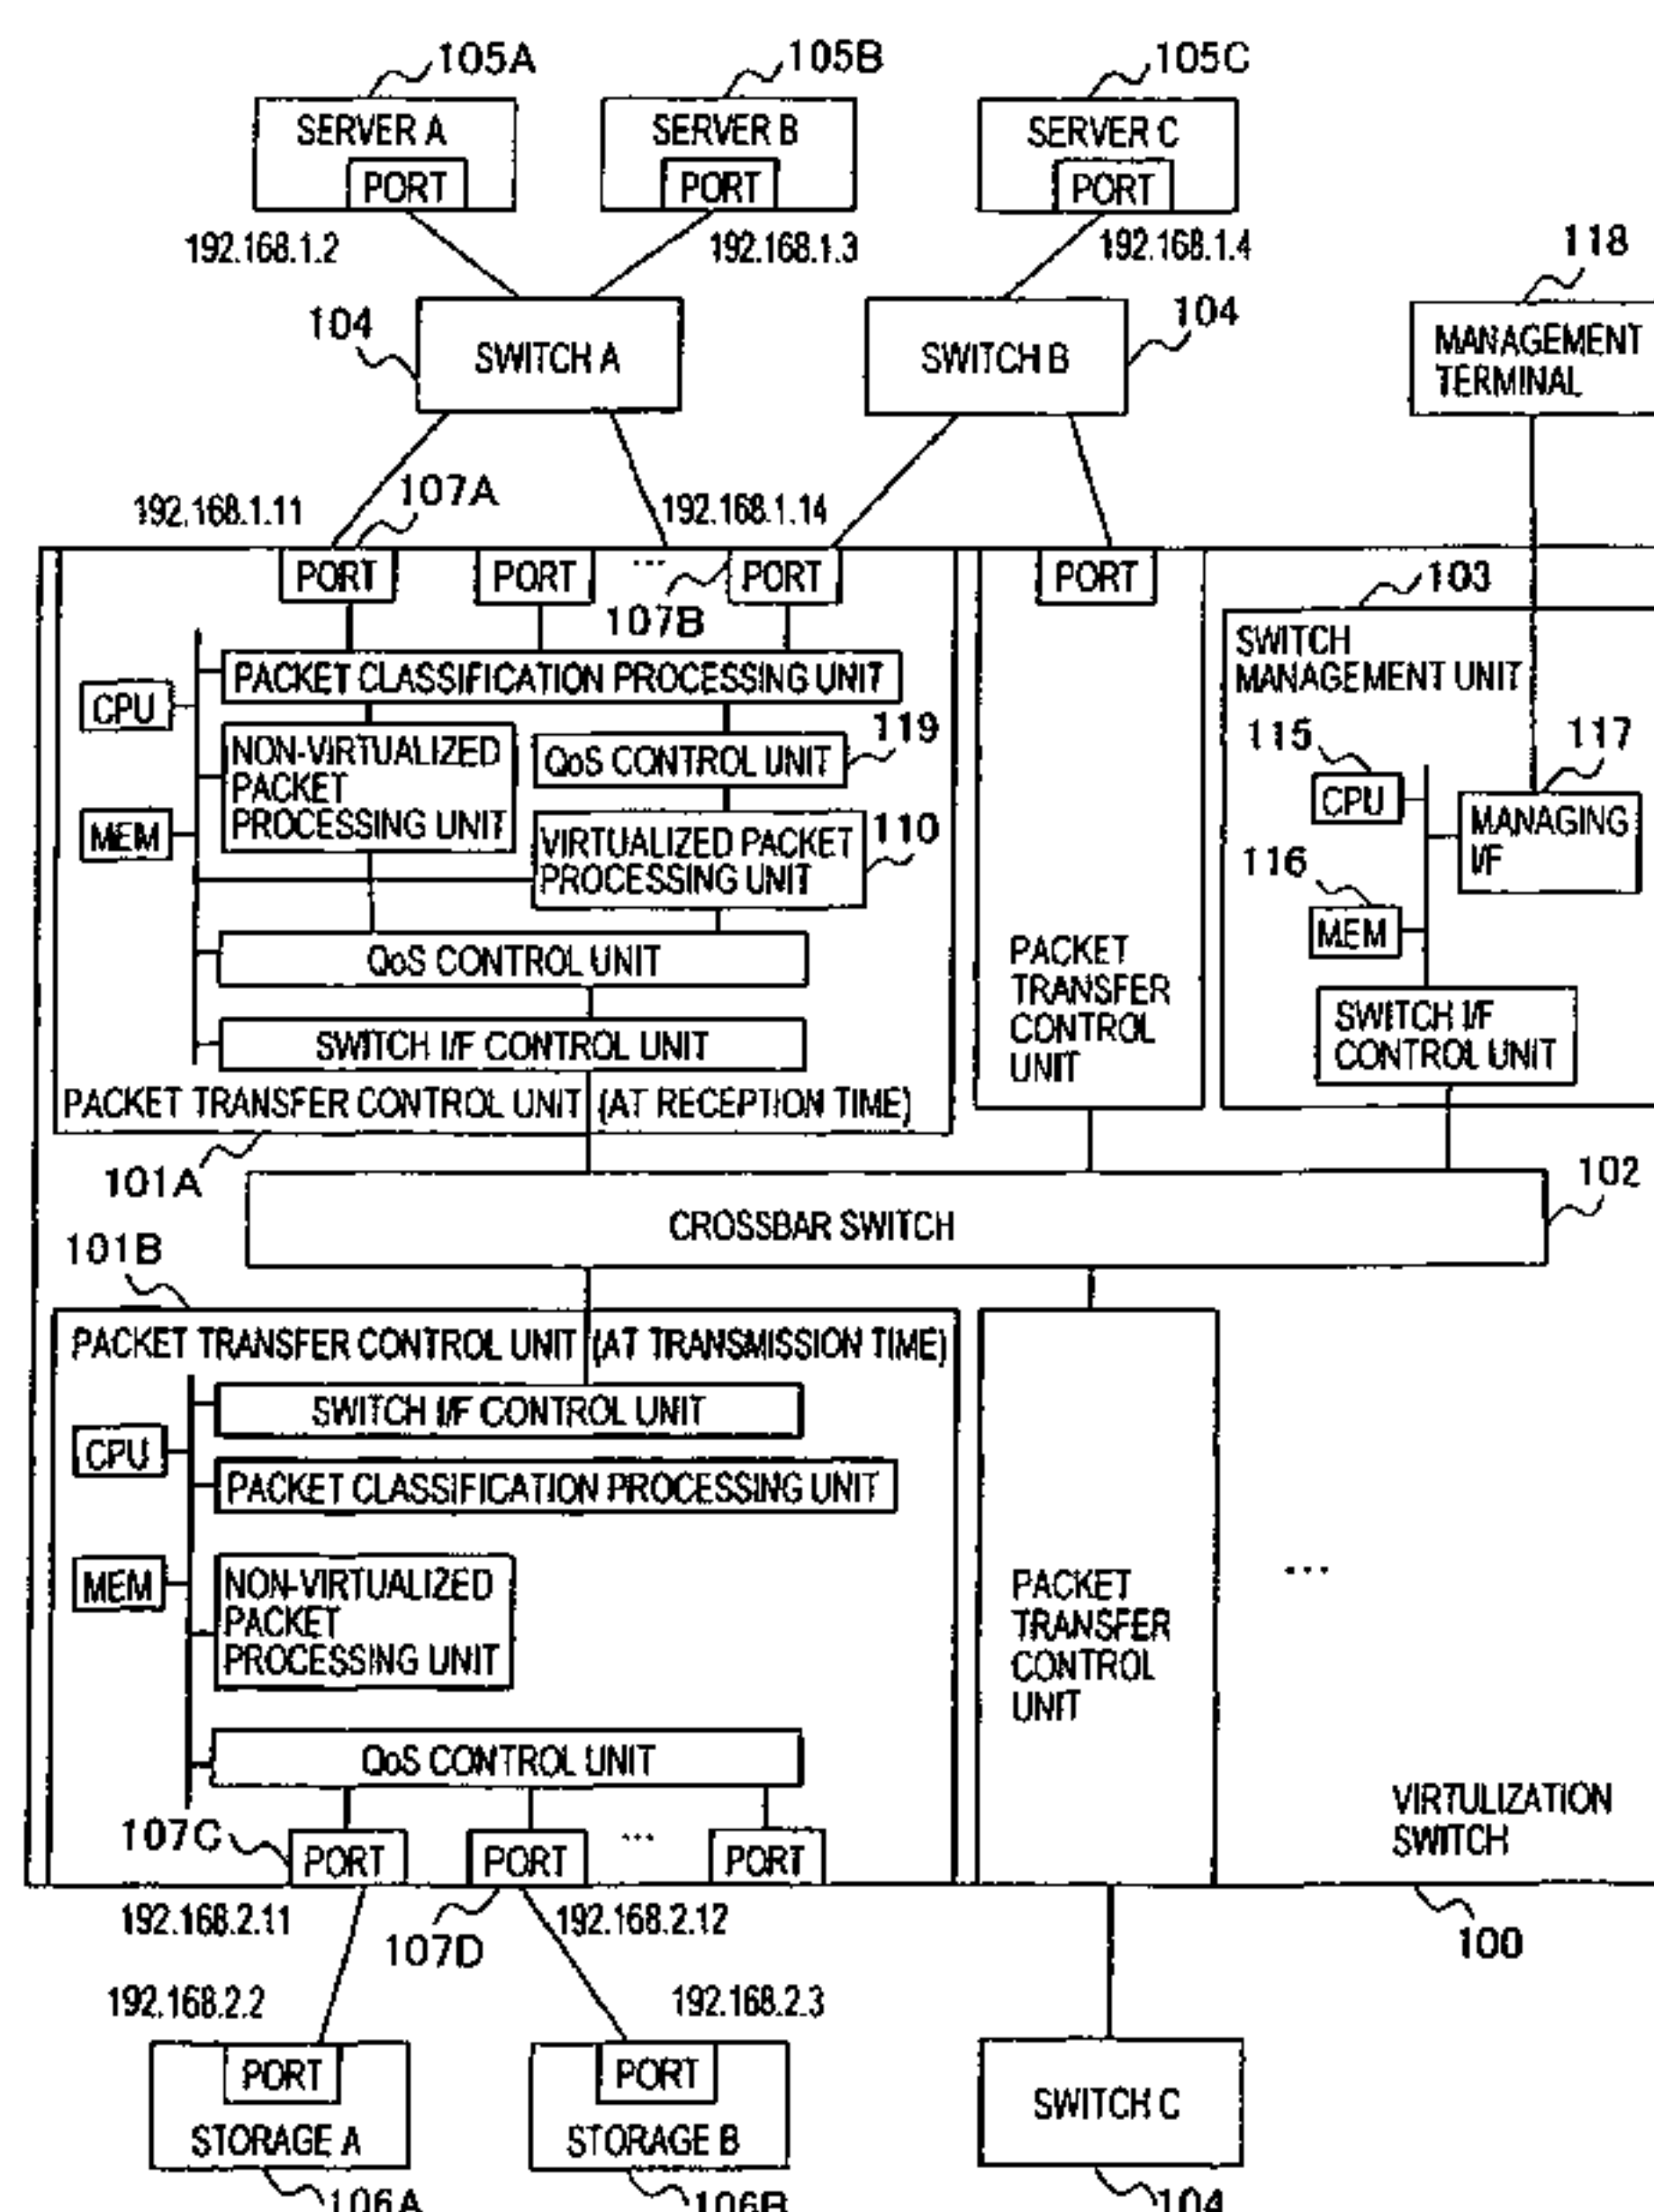 105A
105B
105C
SERVER A
SERVER B
SERVER C
PORT
PORT
PORT
192.168.1.2
192.168.1.3
192.168.1.4
118
104
104
SWITCH A
SWITCH B
MANAGEMENT
TERMINAL
192.168.1.11
107A
192.168.1.14
PORT
PORT
...
PORT
PORT
107B
103
SWITCH
MANAGEMENT UNIT
PACKET CLASSIFICATION PROCESSING UNIT
CPU
NON-VIRTUALIZED
PACKET
PROCESSING UNIT
QoS CONTROL UNIT
119
115
117
CPU
MANAGING
I/F
MEM
VIRTUALIZED PACKET
PROCESSING UNIT
110
116
MEM
QoS CONTROL UNIT
PACKET
TRANSFER
CONTROL
UNIT
SWITCH I/F
CONTROL UNIT
SWITCH I/F CONTROL UNIT
PACKET TRANSFER CONTROL UNIT (AT RECEPTION TIME)
101A
102
CROSSBAR SWITCH
101B
PACKET TRANSFER CONTROL UNIT (AT TRANSMISSION TIME)
SWITCH I/F CONTROL UNIT
CPU
PACKET CLASSIFICATION PROCESSING UNIT
MEM
NON-VIRTUALIZED
PACKET
PROCESSING UNIT
PACKET
TRANSFER
CONTROL
UNIT
...
QoS CONTROL UNIT
VIRTULIZATION
SWITCH
107C
PORT
PORT
...
PORT
192.168.2.11
107D
192.168.2.12
100
192.168.2.2
192.168.2.3
PORT
PORT
STORAGE A
STORAGE B
SWITCH C
106A
106B
104